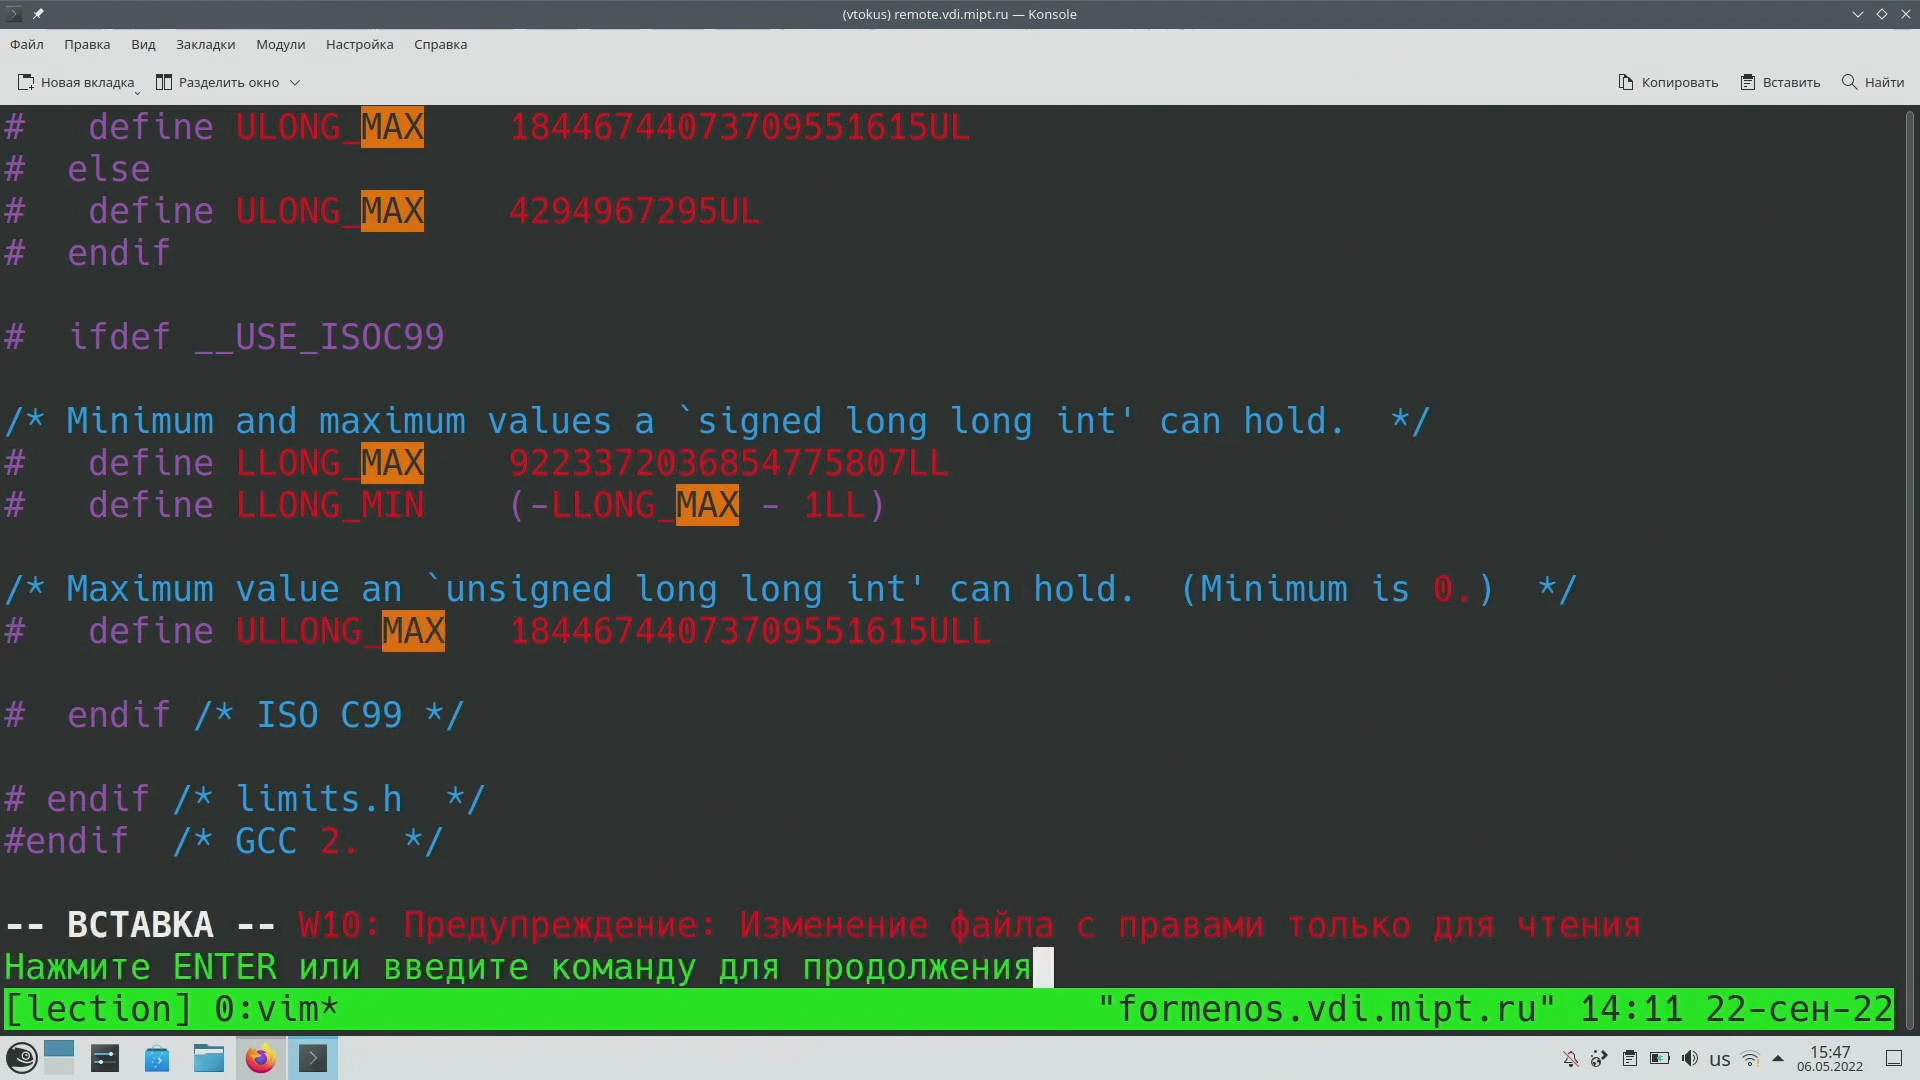 (vtokus) remote.vdi.mipt.ru — Konsole
Файл Правка Вид Закладки Модули Настройка Справка
Новая вкладка Разделить окно Копировать Вставить Найти
#   define ULONG_MAX    18446744073709551615UL
#  else
#   define ULONG_MAX    4294967295UL
#  endif
#  ifdef __USE_ISOC99
/* Minimum and maximum values a `signed long long int' can hold.  */
#   define LLONG_MAX    9223372036854775807LL
#   define LLONG_MIN    (-LLONG_MAX - 1LL)
/* Maximum value an `unsigned long long int' can hold.  (Minimum is 0.)  */
#   define ULLONG_MAX   18446744073709551615ULL
#  endif /* ISO C99 */
# endif /* limits.h  */
#endif  /* GCC 2.  */
-- ВСТАВКА -- W10: Предупреждение: Изменение файла с правами только для чтения
Нажмите ENTER или введите команду для продолжения
[lection] 0:vim* "formenos.vdi.mipt.ru" 14:11 22-сен-22
us 15:47
06.05.2022